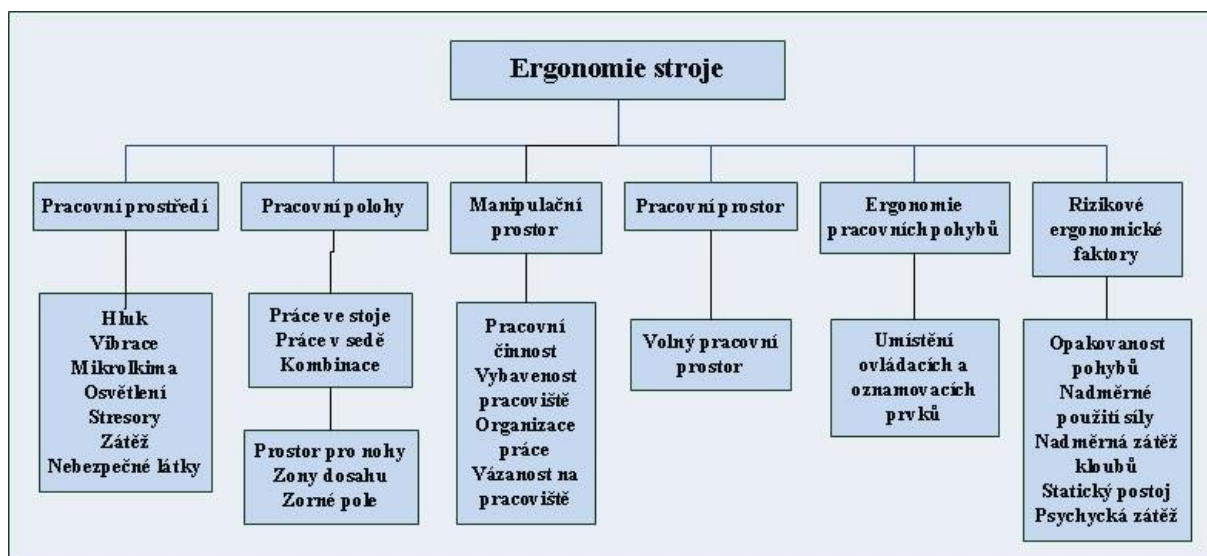 Ergonomie stroje
Pracovní prostředí
Pracovní polohy
Manipulační
prostor
Pracovní prostor
Ergonomie
pracovních pohybů
Rizikové
ergonomické
faktory
Hluk
Vibrace
Mikrolkima
Osvětlení
Stresory
Zátěž
Nebezpečné látky
Práce ve stoje
Práce v sedě
Kombinace
Prostor pro nohy
Zony dosahu
Zorné pole
Pracovní
činnost
Vybavenost
pracoviště
Organizace
práce
Vázanost na
pracoviště
Volný pracovní
prostor
Umístění
ovládacích a
oznamovacích
prvků
Opakovanost
pohybů
Nadměrné
použití síly
Nadměrná zátěž
kloubů
Statický postoj
Psychycká zátěž